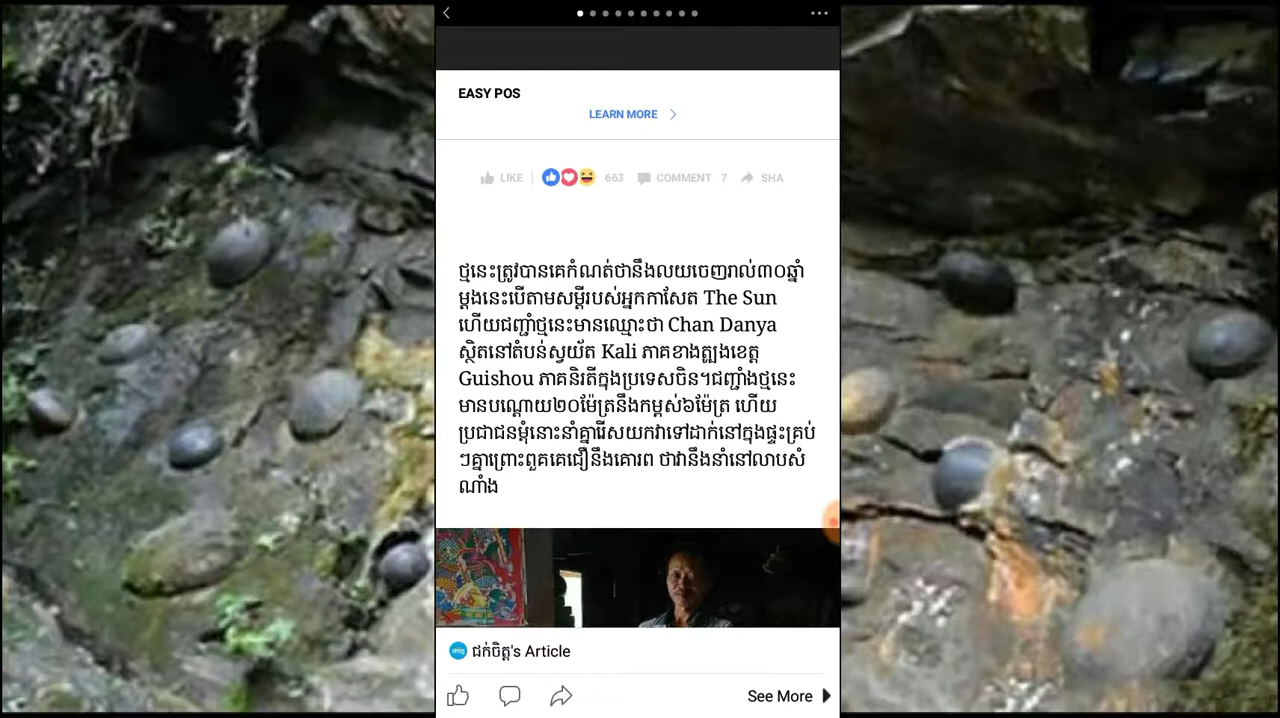 EASY POS
LEARN MORE
LIKE 663 COMMENT 7 SHA
ថ្មនេះត្រូវបានគេកំណត់ថានឹងលយចេញរាល់៣០ឆ្នាំ
ម្តងនេះបើតាមសម្តីរបស់អ្នកកាសែត The Sun
ហើយជញ្ជាំថ្មនេះមានឈ្មោះថា Chan Danya
ស្ថិតនៅតំបន់ស្វយ័ត Kali ភាគខាងត្បូងខេត្ត
Guishou ភាគនិរតីក្នុងប្រទេសចិន។ជញ្ជាំងថ្មនេះ
មានបណ្តោយ២០ម៉ែត្រនឹងកម្ពស់៦ម៉ែត្រ ហើយ
ប្រជាជនម្តុំនោះនាំគ្នារើសយកវាទៅដាក់នៅក្នុងផ្ទះគ្រប់
ៗគ្នាព្រោះពួគគេជឿនឹងគោរព ថាវានឹងនាំនៅលាបសំ
ណាំង
ជក់ចិត្ត's Article
See More